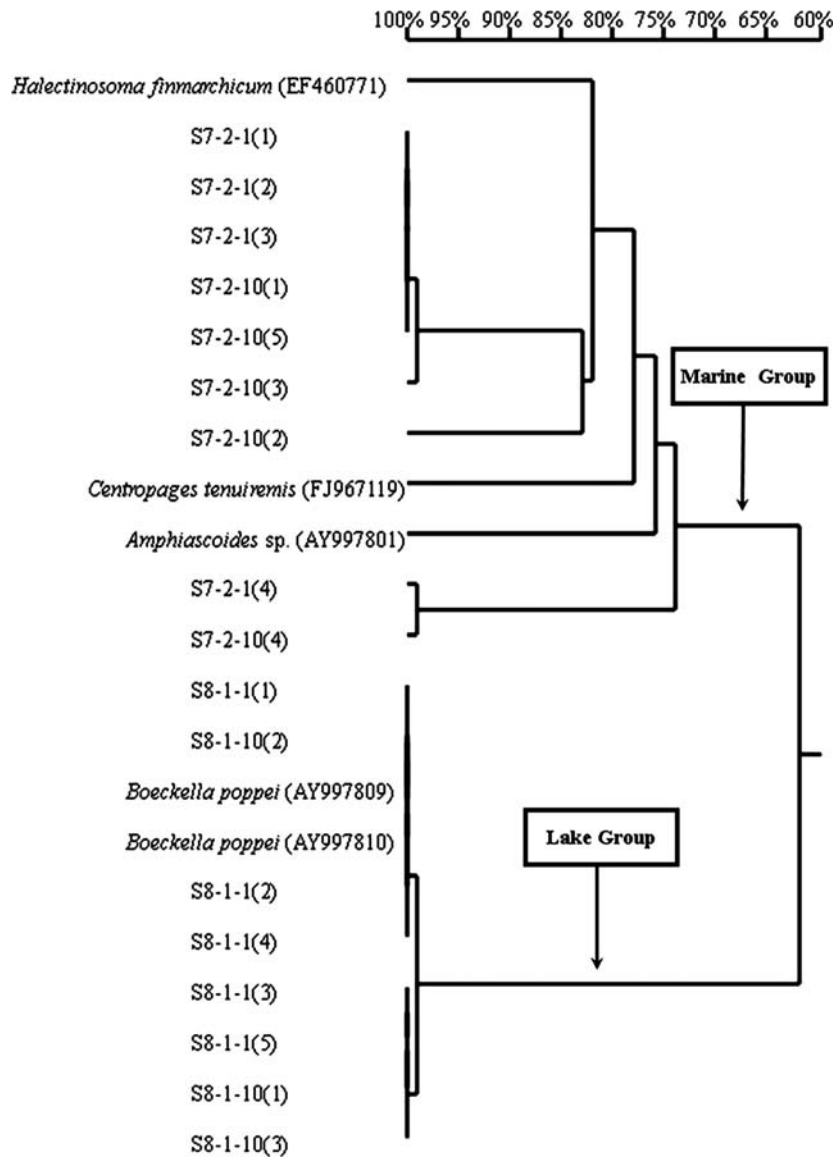 100% 95% 90% 85% 80% 75% 70% 65% 60%
Halectinosoma finmarchicum (EF460771)
S7-2-1(1)
S7-2-1(2)
S7-2-1(3)
S7-2-10(1)
S7-2-10(5)
S7-2-10(3)
Marine Group
S7-2-10(2)
Centropages tenuiremis (FJ967119)
Amphiascoides sp. (AY997801)
S7-2-1(4)
S7-2-10(4)
S8-1-1(1)
S8-1-10(2)
Boeckella poppei (AY997809)
Boeckella poppei (AY997810)
Lake Group
S8-1-1(2)
S8-1-1(4)
S8-1-1(3)
S8-1-1(5)
S8-1-10(1)
S8-1-10(3)